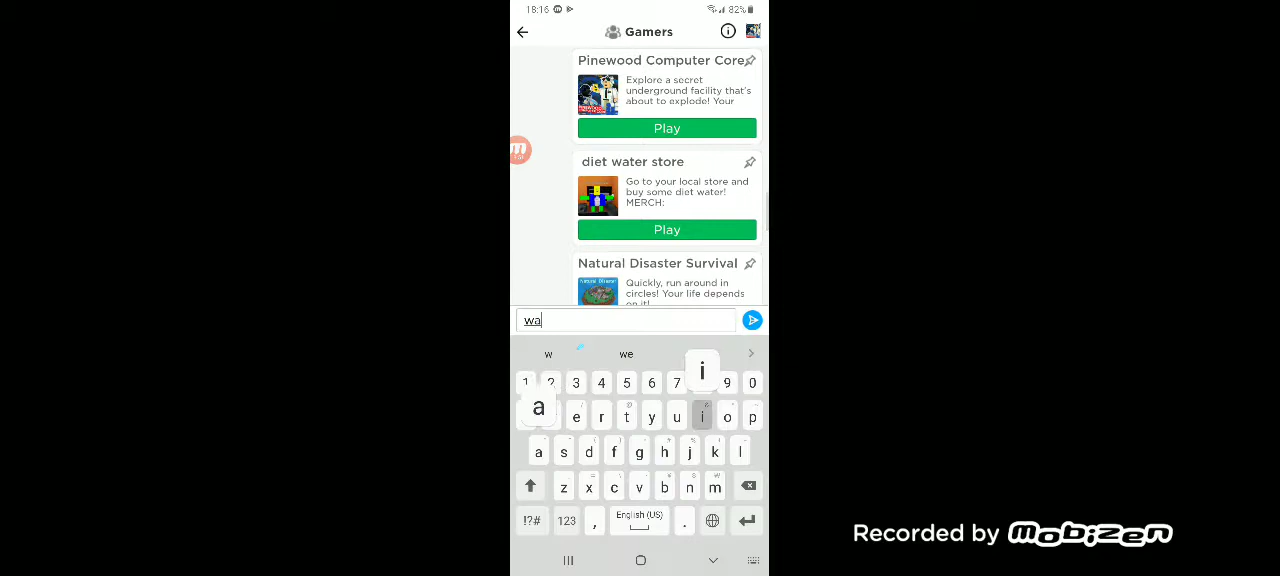 18:16 82%
Gamers
Pinewood Computer Core
Explore a secret
underground facility that's
about to explode! Your
Play
diet water store
Go to your local store and
buy some diet water!
MERCH:
Play
Natural Disaster Survival
Natural Disaster
Quickly, run around in
circles! Your life depends
on it!
wa
w we
i
1 2 3 4 5 6 7 9 0
a
e r t y u i o p
a s d f g h j k l
z x c v b n m
!?# 123 , English (US) .
Recorded by mobizen